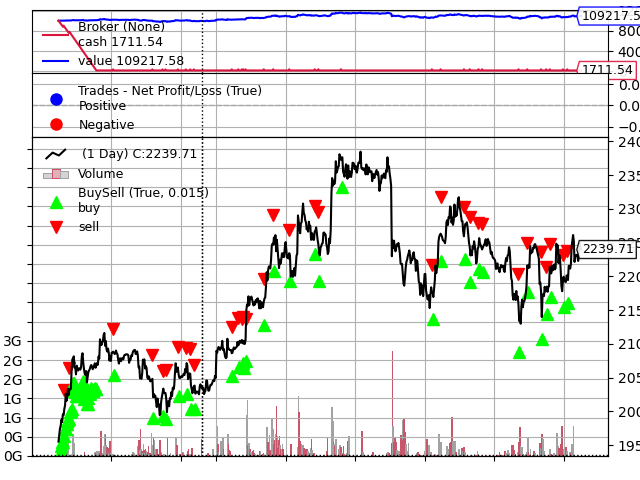 Broker (None)
cash 1711.54
value 109217.58
109217.5
800
400
1711.54
Trades - Net Profit/Loss (True)
Positive
Negative
0.0
0.0
−0.
(1 Day) C:2239.71
Volume
BuySell (True, 0.015)
buy
sell
240
235
230
2239.71
220
215
210
205
200
195
3G
2G
2G
1G
1G
0G
0G